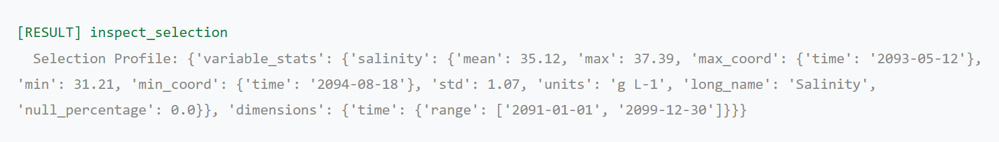 [RESULT] inspect_selection
Selection Profile: {'variable_stats': {'salinity': {'mean': 35.12, 'max': 37.39, 'max_coord': {'time': '2093-05-12'},
'min': 31.21, 'min_coord': {'time': '2094-08-18'}, 'std': 1.07, 'units': 'g L-1', 'long_name': 'Salinity',
'null_percentage': 0.0}}, 'dimensions': {'time': {'range': ['2091-01-01', '2099-12-30']}}}